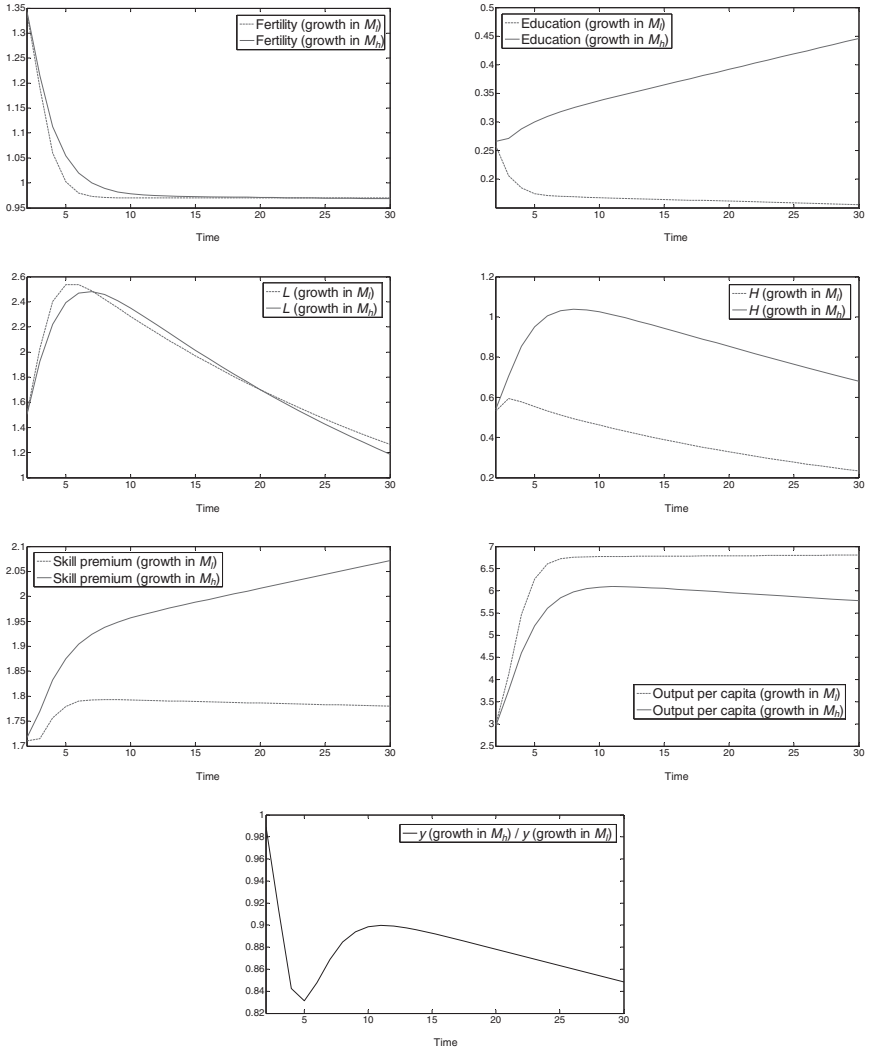 1.35
1.3
1.25
1.2
1.15
1.1
1.05
1
0.95
Fertility (growth in Mₗ)
Fertility (growth in Mₕ)
5 10 15 20 25 30
Time
0.5
0.45
0.4
0.35
0.3
0.25
0.2
Education (growth in Mₗ)
Education (growth in Mₕ)
5 10 15 20 25 30
Time
2.6
2.4
2.2
2
1.8
1.6
1.4
1.2
1
L (growth in Mₗ)
L (growth in Mₕ)
5 10 15 20 25 30
Time
1.2
1
0.8
0.6
0.4
0.2
H (growth in Mₗ)
H (growth in Mₕ)
5 10 15 20 25 30
Time
2.1
2.05
2
1.95
1.9
1.85
1.8
1.75
1.7
Skill premium (growth in Mₗ)
Skill premium (growth in Mₕ)
5 10 15 20 25 30
Time
7
6.5
6
5.5
5
4.5
4
3.5
3
2.5
Output per capita (growth in Mₗ)
Output per capita (growth in Mₕ)
5 10 15 20 25 30
Time
1
0.98
0.96
0.94
0.92
0.9
0.88
0.86
0.84
0.82
y (growth in Mₕ) / y (growth in Mₗ)
5 10 15 20 25 30
Time